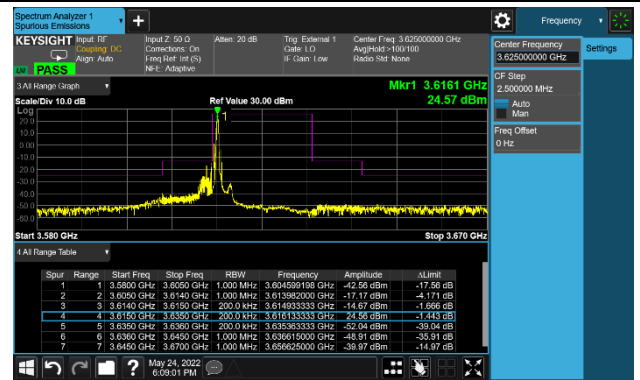 Spectrum Analyzer 1
Spurious Emissions
Frequency
KEYSIGHT
Input: RF
Coupling: DC
Align: Auto
Input Z: 50 Ω
Corrections: On
Freq Ref: Int (S)
NFE: Adaptive
Atten: 20 dB
Trig: External 1
Gate: LO
IF Gain: Low
Center Freq: 3.625000000 GHz
Avg|Hold:>100/100
Radio Std: None
PASS
Center Frequency
3.625000000 GHz
Settings
CF Step
2.500000 MHz
Auto
Man
Freq Offset
0 Hz
3 All Range Graph
Mkr1 3.6161 GHz
Scale/Div 10.0 dB
Ref Value 30.00 dBm
24.57 dBm
Log
20.0
10.0
0.00
-10.0
-20.0
-30.0
-40.0
-50.0
-60.0
1
Start 3.580 GHz
Stop 3.670 GHz
4 All Range Table
Spur Range Start Freq Stop Freq RBW Frequency Amplitude ΔLimit
1 1 3.5800 GHz 3.6050 GHz 1.000 MHz 3.604599198 GHz -42.56 dBm -17.56 dB
2 2 3.6050 GHz 3.6140 GHz 1.000 MHz 3.613982000 GHz -17.17 dBm -4.171 dB
3 3 3.6140 GHz 3.6150 GHz 200.0 kHz 3.614933333 GHz -14.67 dBm -1.666 dB
4 4 3.6150 GHz 3.6350 GHz 200.0 kHz 3.616133333 GHz 24.56 dBm -1.443 dB
5 5 3.6350 GHz 3.6360 GHz 200.0 kHz 3.635363333 GHz -52.04 dBm -39.04 dB
6 6 3.6360 GHz 3.6450 GHz 1.000 MHz 3.636615000 GHz -48.91 dBm -35.91 dB
7 7 3.6450 GHz 3.6700 GHz 1.000 MHz 3.656625000 GHz -39.97 dBm -14.97 dB
May 24, 2022
6:09:01 PM